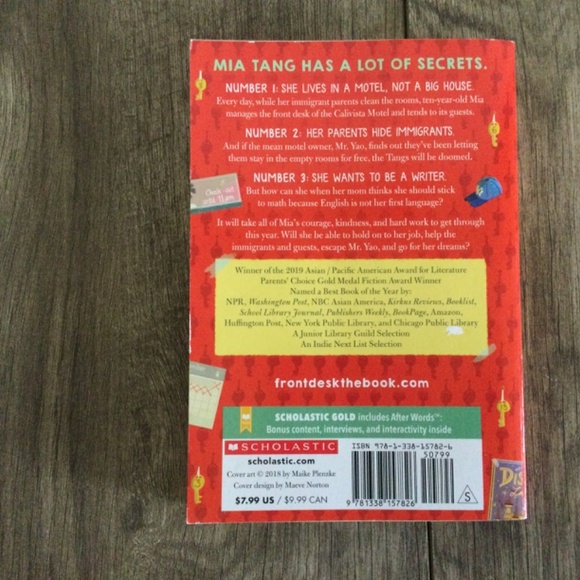 MIA TANG HAS A LOT OF SECRETS.
NUMBER 1: SHE LIVES IN A MOTEL, NOT A BIG HOUSE.
Every day, while her immigrant parents clean the rooms, ten-year-old Mia
manages the front desk of the Calivista Motel and tends to its guests.
NUMBER 2: HER PARENTS HIDE IMMIGRANTS.
And if the mean motel owner, Mr. Yao, finds out they've been letting
them stay in the empty rooms for free, the Tangs will be doomed.
NUMBER 3: SHE WANTS TO BE A WRITER.
But how can she when her mom thinks she should stick
to math because English is not her first language?
It will take all of Mia's courage, kindness, and hard work to get through
this year. Will she be able to hold on to her job, help the
immigrants and guests, escape Mr. Yao, and go for her dreams?
Winner of the 2019 Asian / Pacific American Award for Literature
Parents' Choice Gold Medal Fiction Award Winner
Named a Best Book of the Year by:
NPR, Washington Post, NBC Asian America, Kirkus Reviews, Booklist,
School Library Journal, Publishers Weekly, BookPage, Amazon,
Huffington Post, New York Public Library, and Chicago Public Library
A Junior Library Guild Selection
An Indie Next List Selection
frontdeskthebook.com
SCHOLASTIC GOLD includes After Words™:
Bonus content, interviews, and interactivity inside
SCHOLASTIC
scholastic.com
Cover art © 2018 by Maike Plenzke
Cover design by Maeve Norton
$7.99 US / $9.99 CAN
ISBN 978-1-338-15782-6
50799
9 781338 157826
S